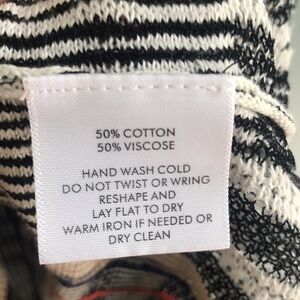 50% COTTON
50% VISCOSE
HAND WASH COLD
DO NOT TWIST OR WRING
RESHAPE AND
LAY FLAT TO DRY
WARM IRON IF NEEDED OR
DRY CLEAN